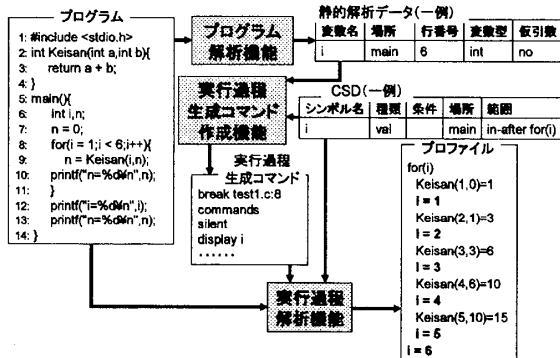 プログラム
1: #include <stdio.h>
2: int Keisan(int a,int b){
3: return a + b;
4: }
5: main(){
6: int i,n;
7: n = 0;
8: for(i = 1;i < 6;i++){
9: n = Keisan(i,n);
10: printf("n=%d¥n",n);
11: }
12: printf("i=%d¥n",i);
13: printf("n=%d¥n",n);
14: }
プログラム
解析機能
静的解析データ(一例)
変数名 場所 行番号 変数型 仮引数
i main 6 int no
実行過程
生成コマンド
作成機能
CSD(一例)
シンボル名 種類 条件 場所 範囲
i val main in-after for(i)
実行過程
生成コマンド
break test1.c:8
commands
silent
display i
……
実行過程
解析機能
プロファイル
for(i)
Keisan(1,0)=1
i = 1
Keisan(2,1)=3
i = 2
Keisan(3,3)=6
i = 3
Keisan(4,6)=10
i = 4
Keisan(5,10)=15
i = 5
i = 6